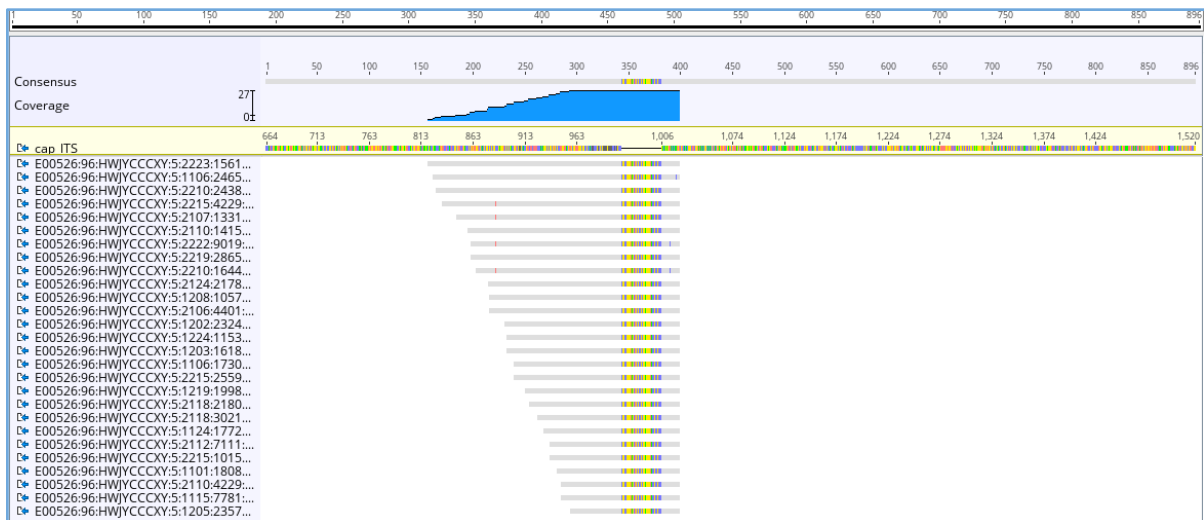 1 50 100 150 200 250 300 350 400 450 500 550 600 650 700 750 800 850 896
1 50 100 150 200 250 300 350 400 450 500 550 600 650 700 750 800 850 896
Consensus
Coverage 27
0
664 713 763 813 863 913 963 1,006 1,074 1,124 1,174 1,224 1,274 1,324 1,374 1,424 1,520
cap_ITS
E00526:96:HWJYCCCXY:5:2223:1561...
E00526:96:HWJYCCCXY:5:1106:2465...
E00526:96:HWJYCCCXY:5:2210:2438...
E00526:96:HWJYCCCXY:5:2215:4229:...
E00526:96:HWJYCCCXY:5:2107:1331...
E00526:96:HWJYCCCXY:5:2110:1415...
E00526:96:HWJYCCCXY:5:2222:9019:...
E00526:96:HWJYCCCXY:5:2219:2865...
E00526:96:HWJYCCCXY:5:2210:1644...
E00526:96:HWJYCCCXY:5:2124:2178...
E00526:96:HWJYCCCXY:5:1208:1057...
E00526:96:HWJYCCCXY:5:2106:4401:...
E00526:96:HWJYCCCXY:5:1202:2324...
E00526:96:HWJYCCCXY:5:1224:1153...
E00526:96:HWJYCCCXY:5:1203:1618...
E00526:96:HWJYCCCXY:5:1106:1730...
E00526:96:HWJYCCCXY:5:2215:2559...
E00526:96:HWJYCCCXY:5:1219:1998...
E00526:96:HWJYCCCXY:5:2118:2180...
E00526:96:HWJYCCCXY:5:2118:3021...
E00526:96:HWJYCCCXY:5:1124:1772...
E00526:96:HWJYCCCXY:5:2112:7111:...
E00526:96:HWJYCCCXY:5:2215:1015...
E00526:96:HWJYCCCXY:5:1101:1808...
E00526:96:HWJYCCCXY:5:2110:4229:...
E00526:96:HWJYCCCXY:5:1115:7781:...
E00526:96:HWJYCCCXY:5:1205:2357...